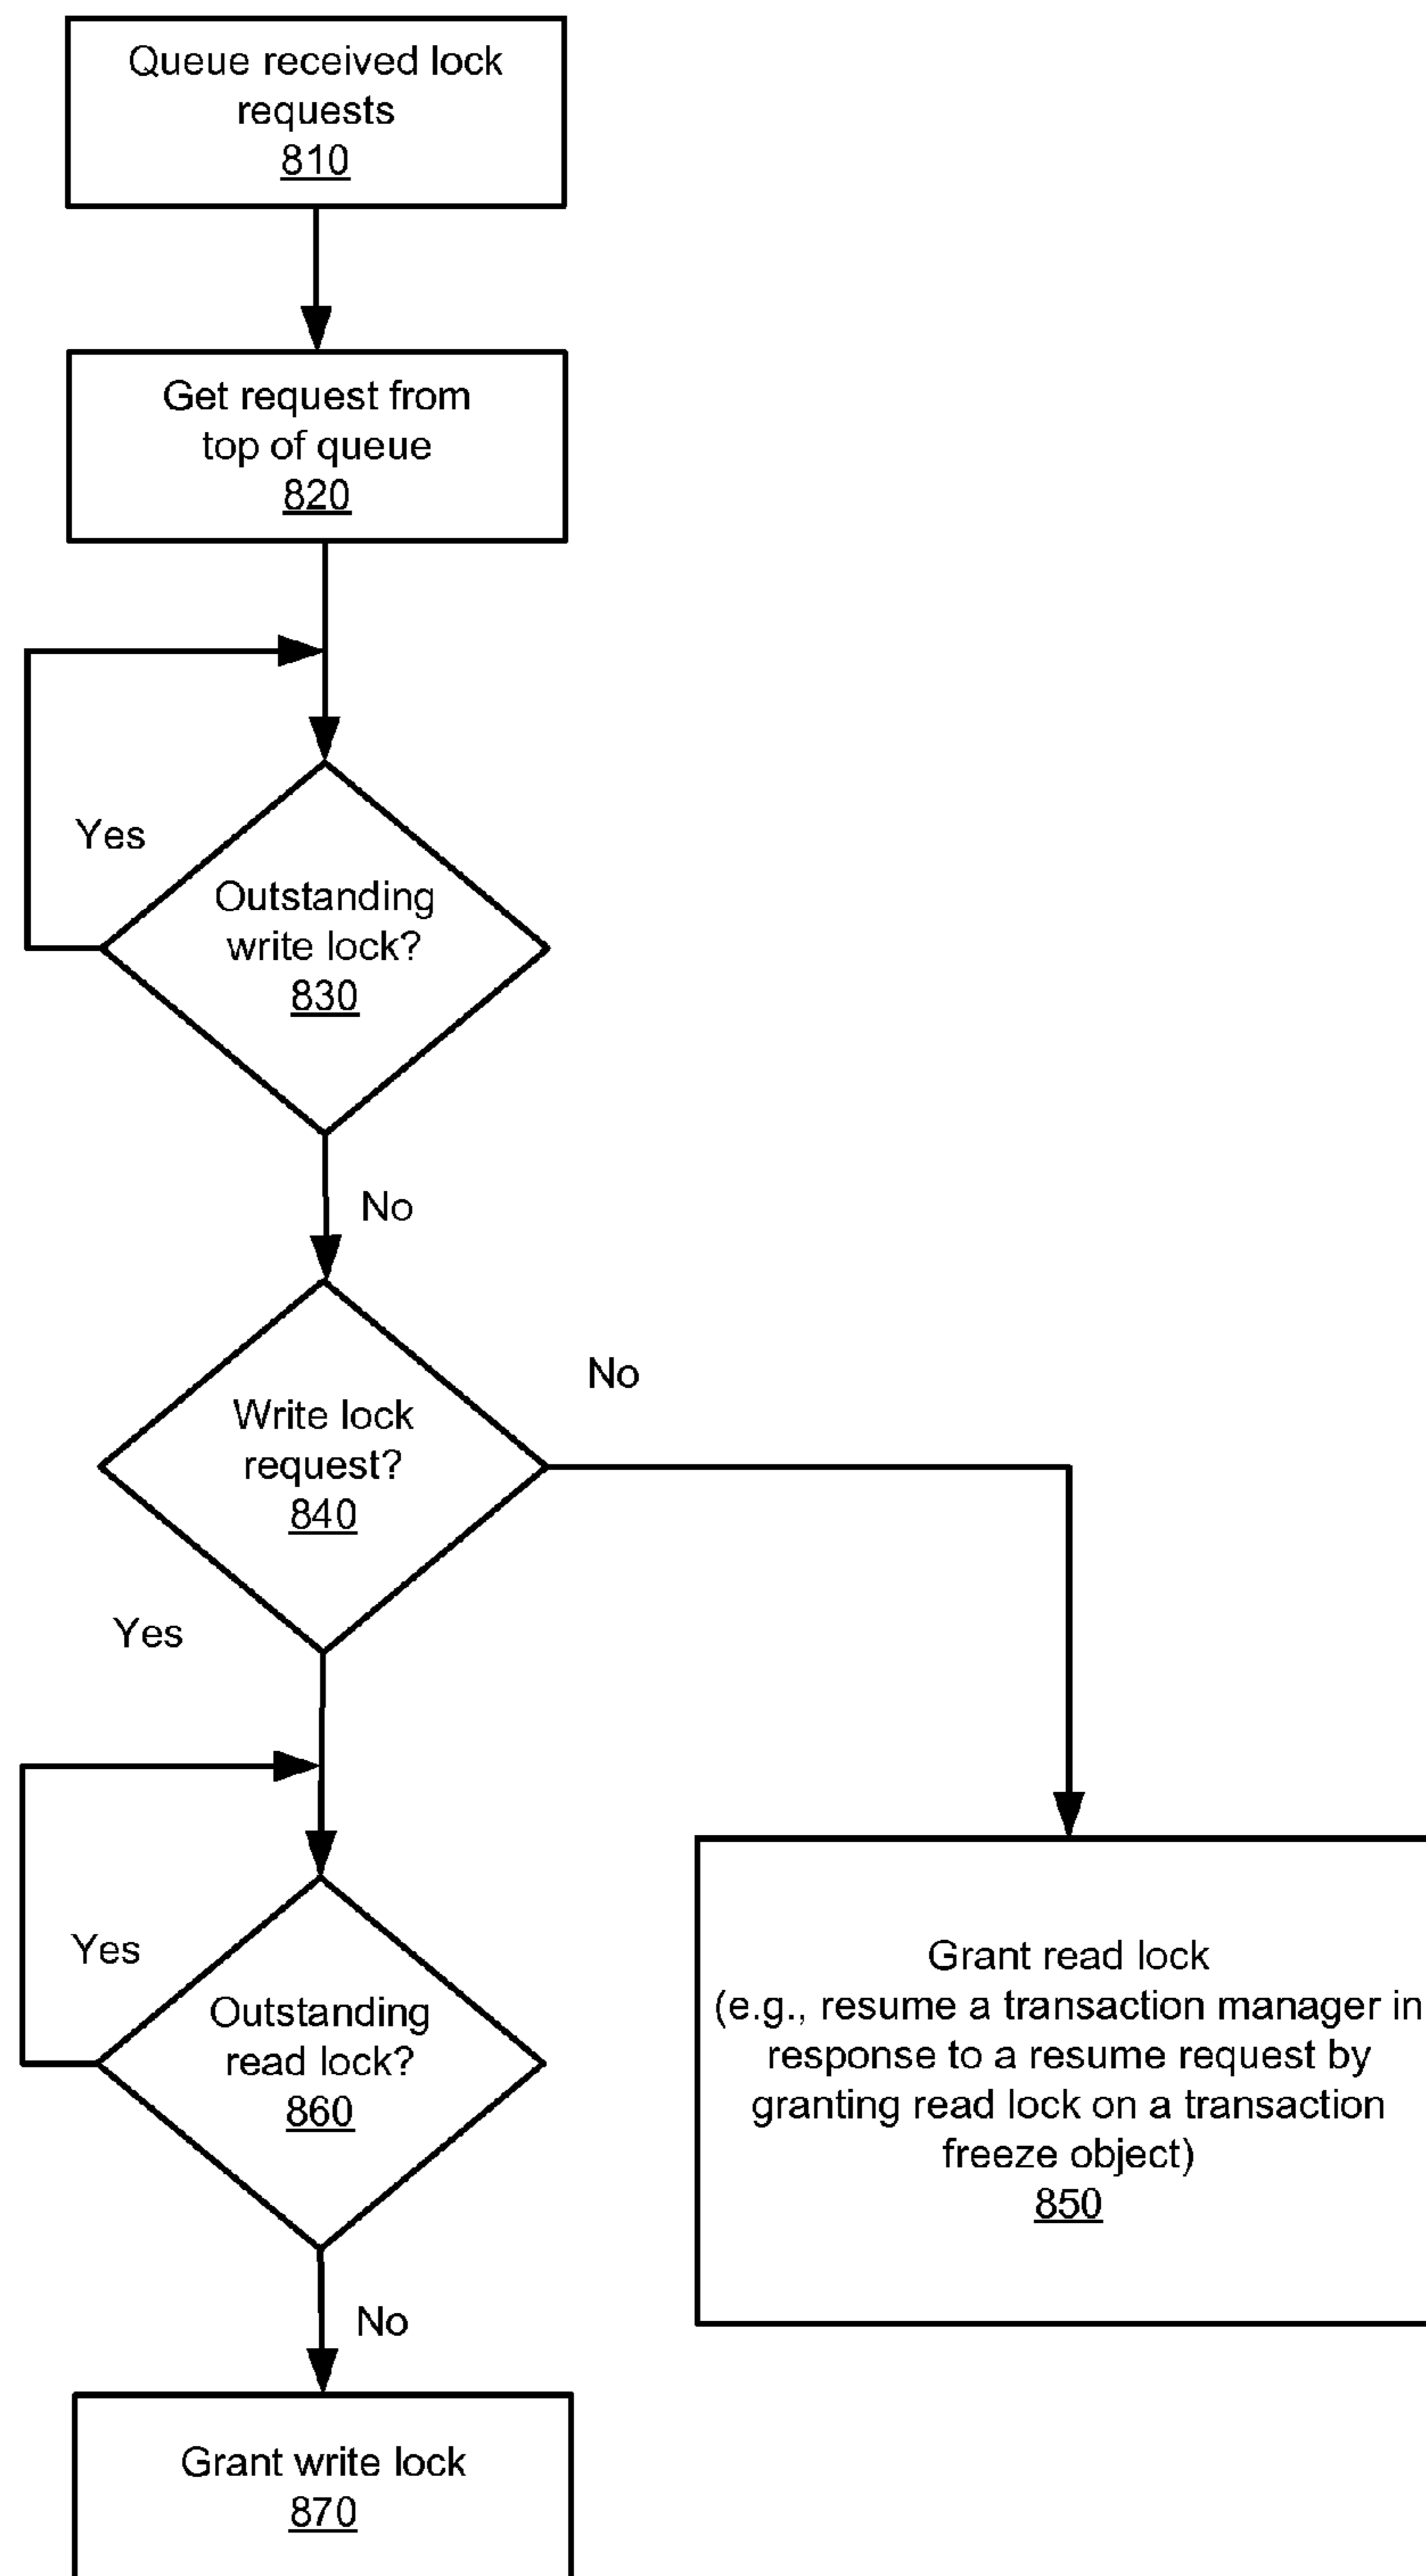 Queue received lock
requests
810
Get request from
top of queue
820
Yes
Outstanding
write lock?
830
No
No
Write lock
request?
840
Yes
Yes
Outstanding
read lock?
860
Grant read lock
(e.g., resume a transaction manager in
response to a resume request by
granting read lock on a transaction
freeze object)
850
No
Grant write lock
870